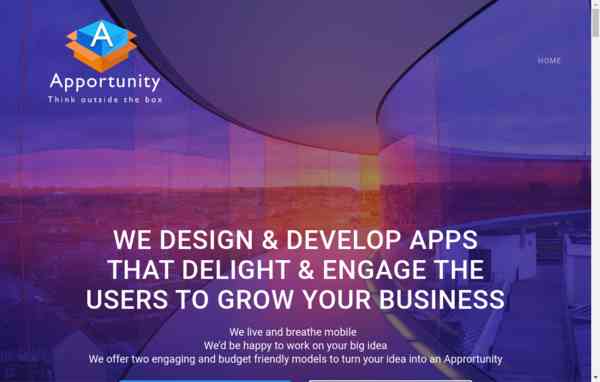 A
Apportunity
Think outside the box
HOME
WE DESIGN & DEVELOP APPS
THAT DELIGHT & ENGAGE THE
USERS TO GROW YOUR BUSINESS
We live and breathe mobile
We'd be happy to work on your big idea
We offer two engaging and budget friendly models to turn your idea into an Apprortunity